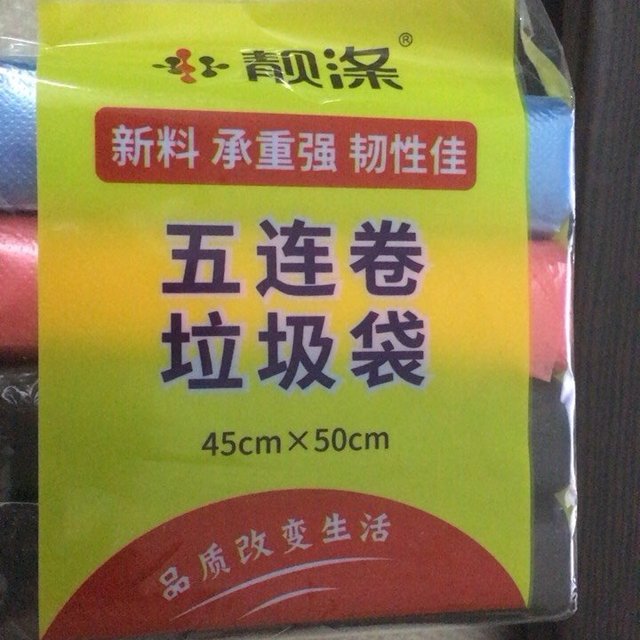 靓涤®
新料 承重强 韧性佳
五连卷
垃圾袋
45cm×50cm
品质改变生活